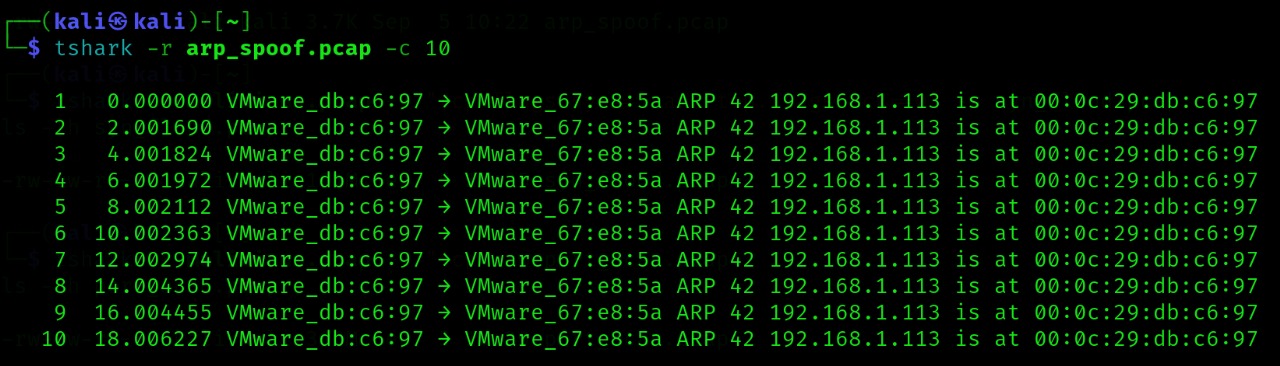 ┌──(kali㉿kali)-[~]
└─$ tshark -r arp_spoof.pcap -c 10
1 0.000000 VMware_db:c6:97 → VMware_67:e8:5a ARP 42 192.168.1.113 is at 00:0c:29:db:c6:97
2 2.001690 VMware_db:c6:97 → VMware_67:e8:5a ARP 42 192.168.1.113 is at 00:0c:29:db:c6:97
3 4.001824 VMware_db:c6:97 → VMware_67:e8:5a ARP 42 192.168.1.113 is at 00:0c:29:db:c6:97
4 6.001972 VMware_db:c6:97 → VMware_67:e8:5a ARP 42 192.168.1.113 is at 00:0c:29:db:c6:97
5 8.002112 VMware_db:c6:97 → VMware_67:e8:5a ARP 42 192.168.1.113 is at 00:0c:29:db:c6:97
6 10.002363 VMware_db:c6:97 → VMware_67:e8:5a ARP 42 192.168.1.113 is at 00:0c:29:db:c6:97
7 12.002974 VMware_db:c6:97 → VMware_67:e8:5a ARP 42 192.168.1.113 is at 00:0c:29:db:c6:97
8 14.004365 VMware_db:c6:97 → VMware_67:e8:5a ARP 42 192.168.1.113 is at 00:0c:29:db:c6:97
9 16.004455 VMware_db:c6:97 → VMware_67:e8:5a ARP 42 192.168.1.113 is at 00:0c:29:db:c6:97
10 18.006227 VMware_db:c6:97 → VMware_67:e8:5a ARP 42 192.168.1.113 is at 00:0c:29:db:c6:97